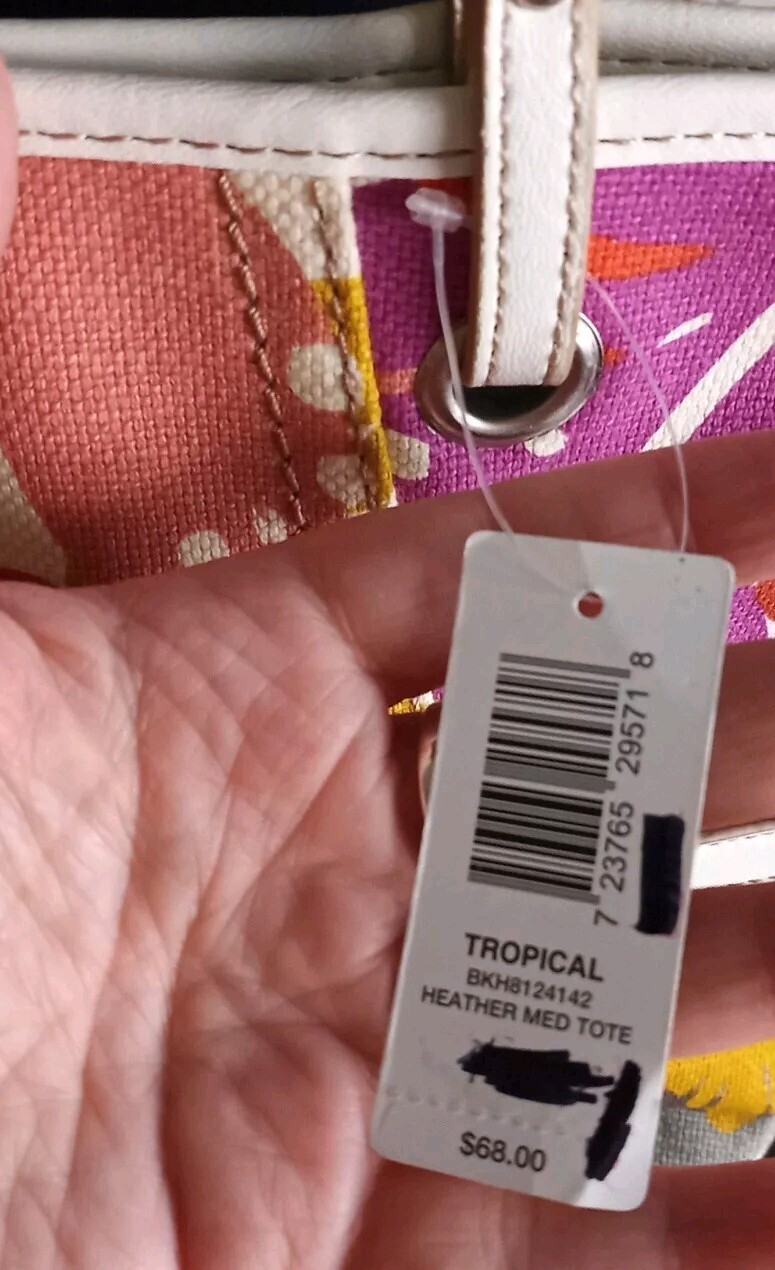 7 23765 29571 8
TROPICAL
BKH8124142
HEATHER MED TOTE
$68.00